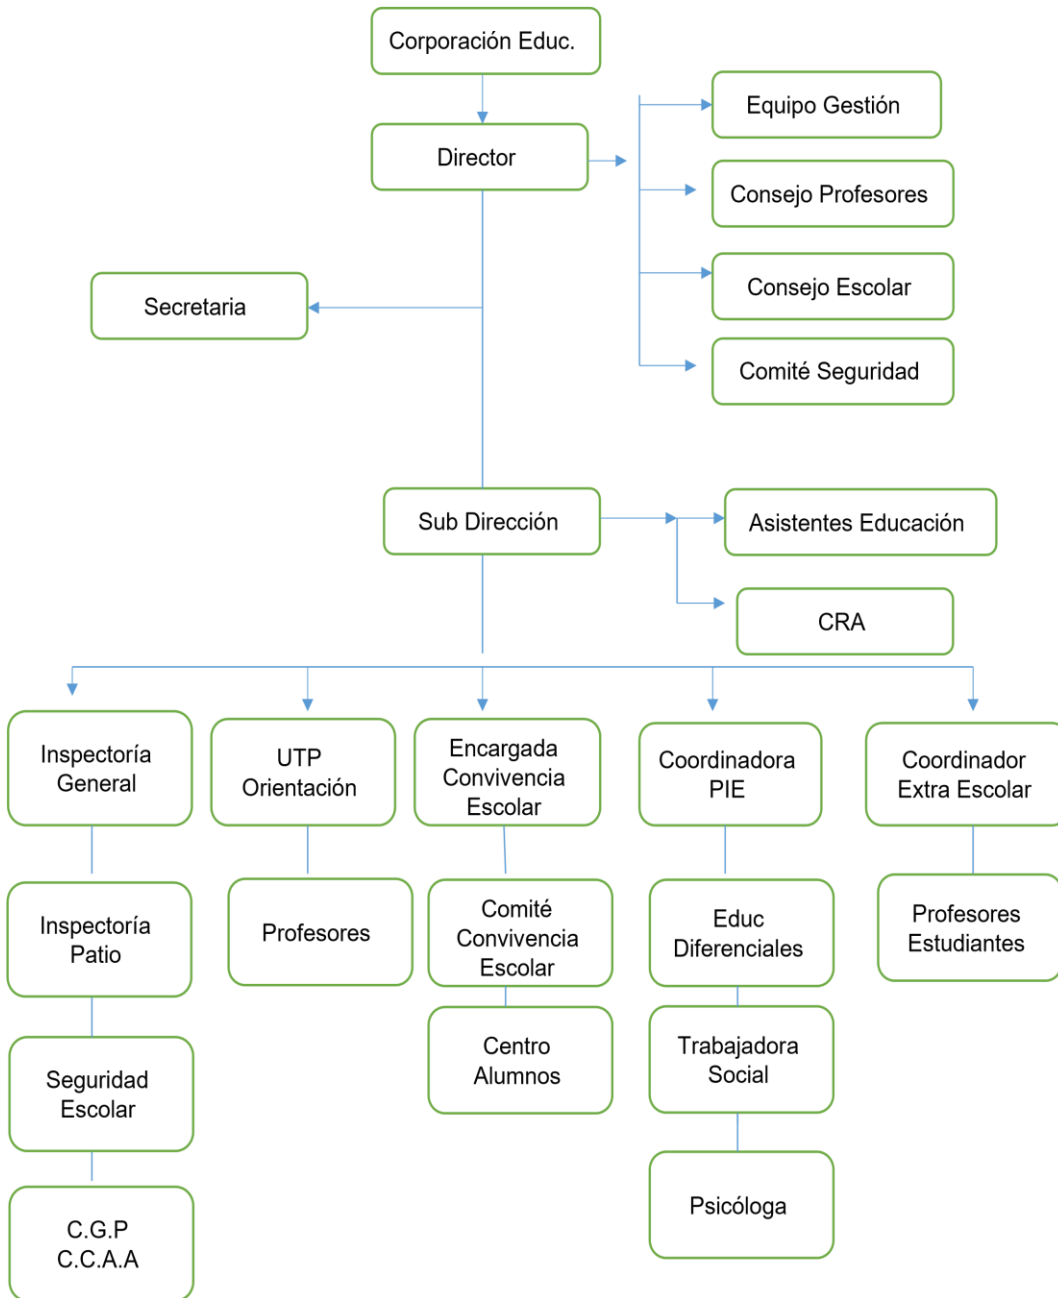 Corporación Educ.
Director
Equipo Gestión
Consejo Profesores
Consejo Escolar
Comité Seguridad
Secretaria
Sub Dirección
Asistentes Educación
CRA
Inspectoría
General
UTP
Orientación
Encargada
Convivencia
Escolar
Coordinadora
PIE
Coordinador
Extra Escolar
Inspectoría
Patio
Profesores
Comité
Convivencia
Escolar
Educ
Diferenciales
Profesores
Estudiantes
Seguridad
Escolar
Centro
Alumnos
Trabajadora
Social
C.G.P
C.C.A.A
Psicóloga